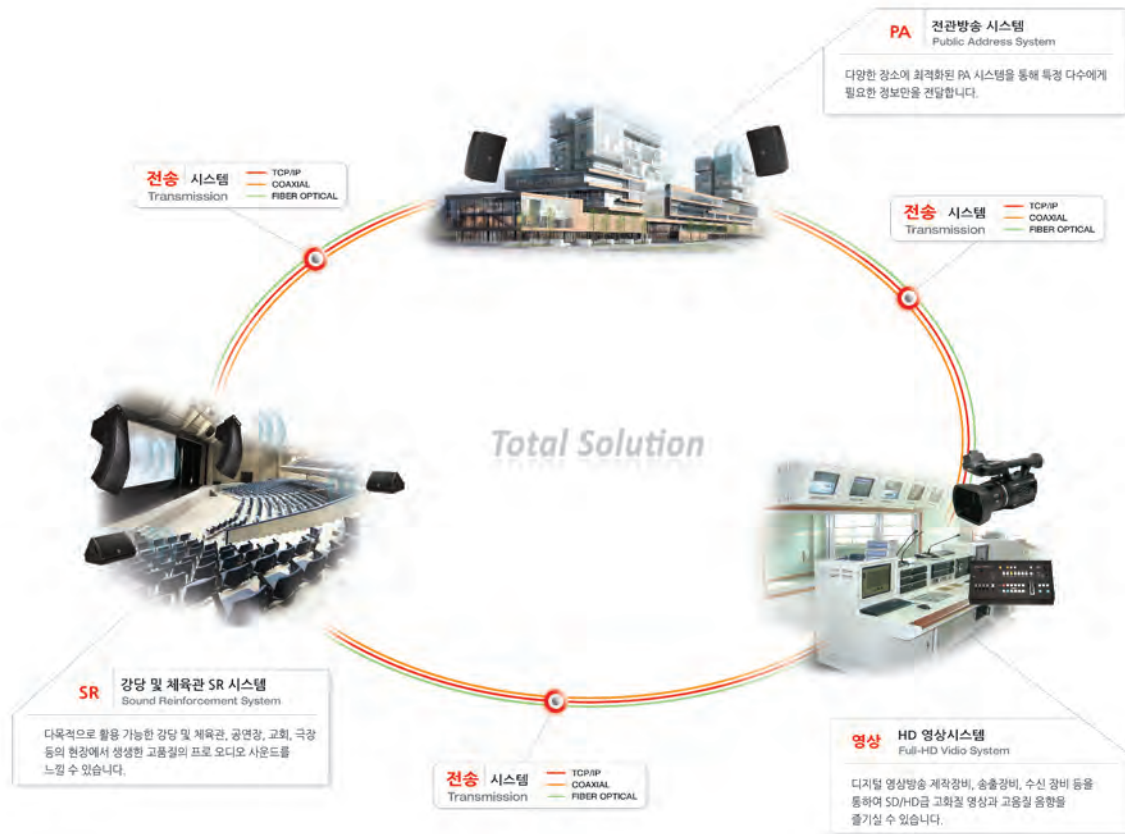 PA 전관방송 시스템
Public Address System
다양한 장소에 최적화된 PA 시스템을 통해 특정 다수에게
필요한 정보만을 전달합니다.
전송 시스템
Transmission
TCP/IP
COAXIAL
FIBER OPTICAL
전송 시스템
Transmission
TCP/IP
COAXIAL
FIBER OPTICAL
Total Solution
SR 강당 및 체육관 SR 시스템
Sound Reinforcement System
다목적으로 활용 가능한 강당 및 체육관, 공연장, 교회, 극장
등의 현장에서 생생한 고품질의 프로 오디오 사운드를
느낄 수 있습니다.
전송 시스템
Transmission
TCP/IP
COAXIAL
FIBER OPTICAL
영상 HD 영상시스템
Full-HD Vidio System
디지털 영상방송 제작장비, 송출장비, 수신 장비 등을
통하여 SD/HD급 고화질 영상과 고음질 음향을
즐기실 수 있습니다.